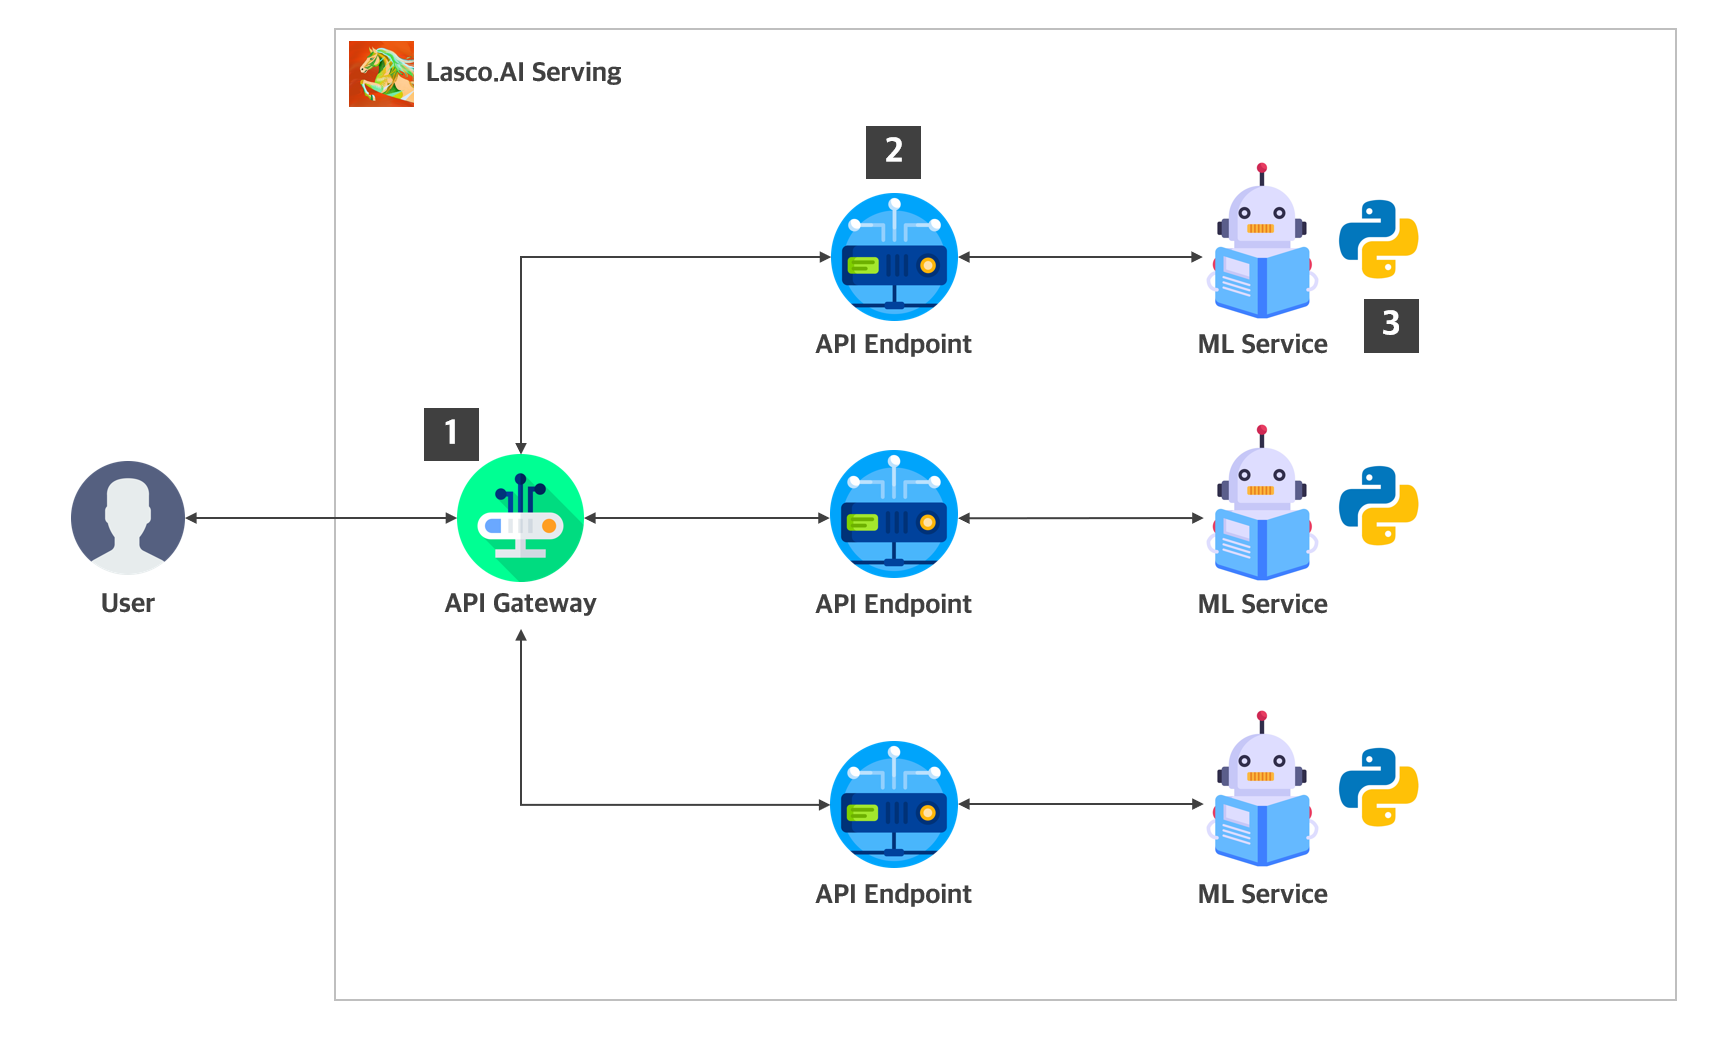 Lasco.AI Serving
2
API Endpoint
ML Service
3
1
User
API Gateway
API Endpoint
ML Service
API Endpoint
ML Service